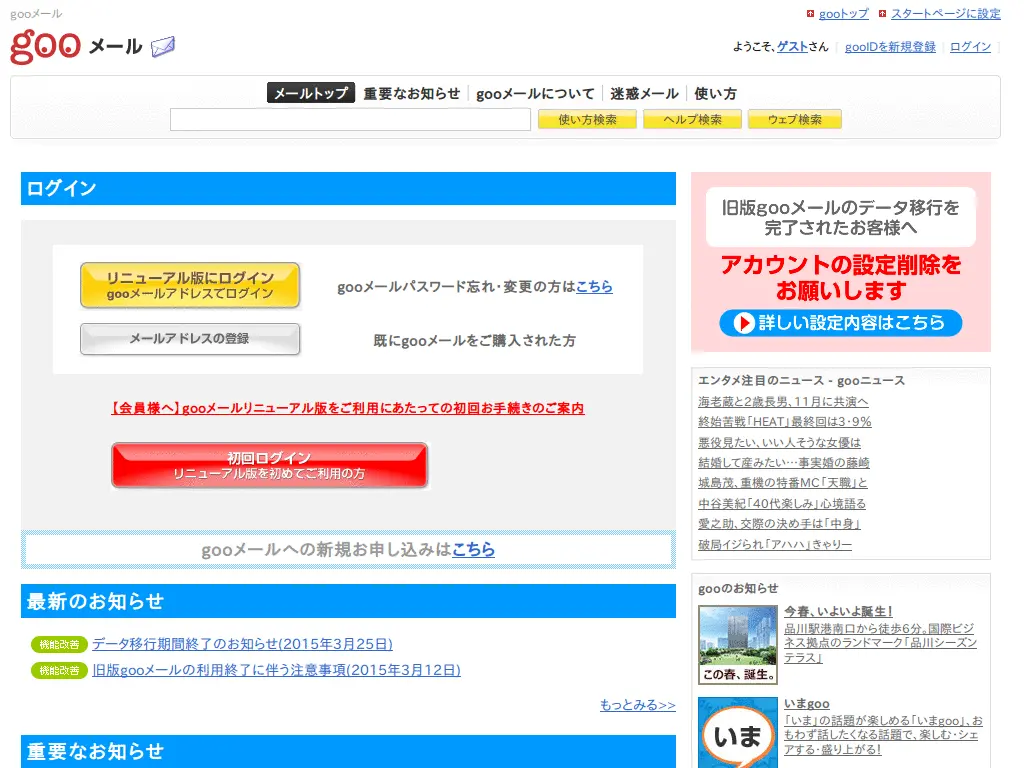 gooメール
gooトップ
スタートページに設定
goo メール
ようこそ、ゲストさん
gooIDを新規登録
ログイン
メールトップ
重要なお知らせ
gooメールについて
迷惑メール
使い方
使い方検索
ヘルプ検索
ウェブ検索
ログイン
リニューアル版にログイン
gooメールアドレスでログイン
gooメールパスワード忘れ・変更の方はこちら
メールアドレスの登録
既にgooメールをご購入された方
【会員様へ】gooメールリニューアル版をご利用にあたっての初回お手続きのご案内
初回ログイン
リニューアル版を初めてご利用の方
gooメールへの新規お申し込みはこちら
最新のお知らせ
機能改善 データ移行期間終了のお知らせ(2015年3月25日)
機能改善 旧版gooメールの利用終了に伴う注意事項(2015年3月12日)
もっとみる>>
重要なお知らせ
旧版gooメールのデータ移行を
完了されたお客様へ
アカウントの設定削除を
お願いします
詳しい設定内容はこちら
エンタメ注目のニュース - gooニュース
海老蔵と2歳長男、11月に共演へ
終始苦戦「HEAT」最終回は3・9%
悪役見たい、いい人そうな女優は
結婚して産みたい…事実婚の藤崎
城島茂、重機の特番MC「天職」と
中谷美紀「40代楽しみ」心境語る
愛之助、交際の決め手は「中身」
破局イジられ「アハハ」きゃりー
gooのお知らせ
この春、誕生。
今春、いよいよ誕生!
品川駅港南口から徒歩6分。国際ビジ
ネス拠点のランドマーク「品川シーズン
テラス」
いま
いまgoo
「いま」の話題が楽しめる「いまgoo」、お
もわず話したくなる話題で、楽しむ・シェ
アする・盛り上がる!